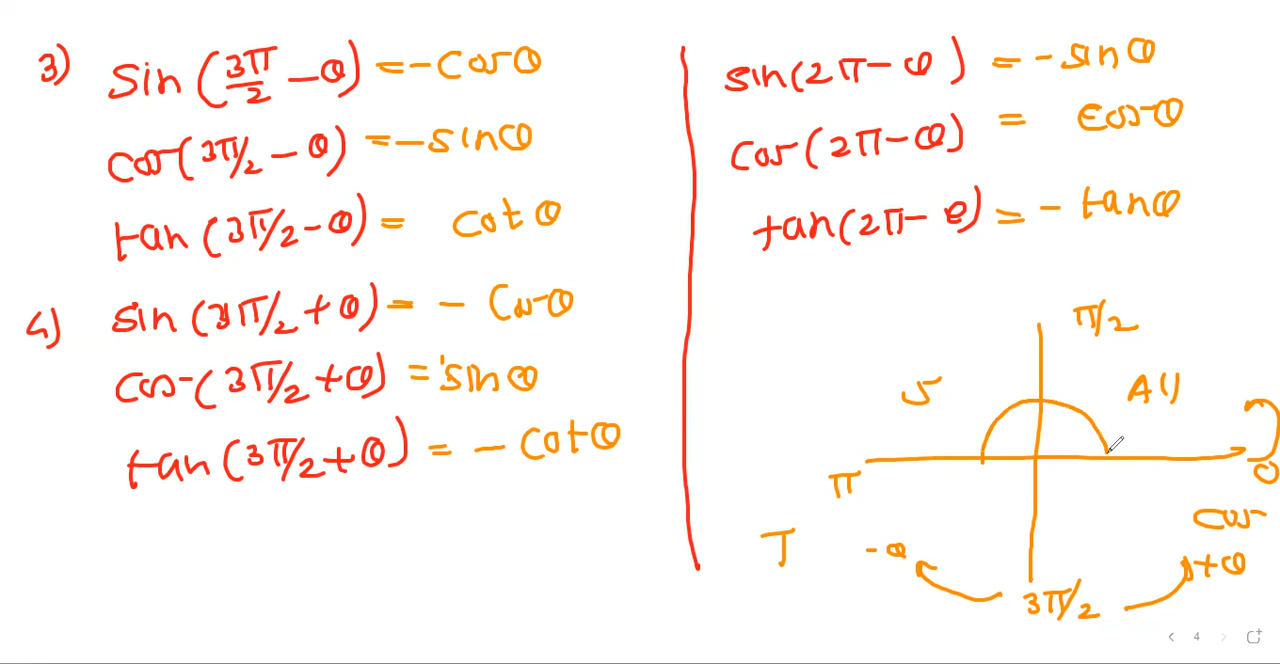 3) sin(3π/2 - θ) = - cosθ
cos(3π/2 - θ) = - sinθ
tan(3π/2 - θ) = cotθ
4) sin(3π/2 + θ) = - cosθ
cos(3π/2 + θ) = sinθ
tan(3π/2 + θ) = - cotθ
sin(2π - θ) = - sinθ
cos(2π - θ) = cosθ
tan(2π - θ) = - tanθ
π/2
S All
π 0
T -θ cos
+θ
3π/2
4